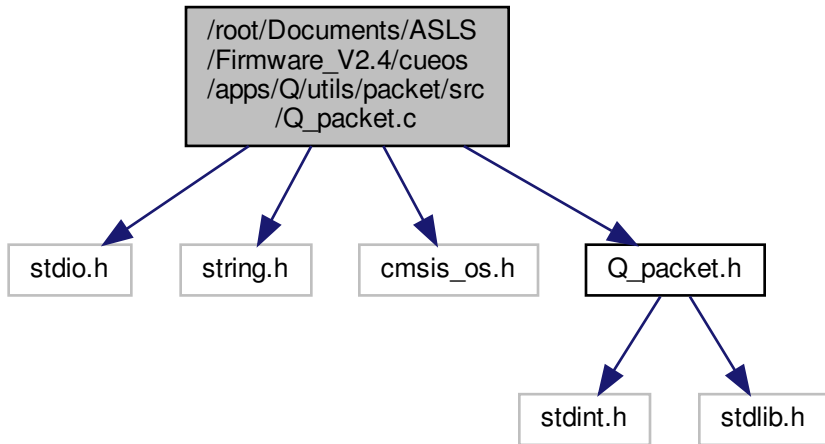 /root/Documents/ASLS
/Firmware_V2.4/cueos
/apps/Q/utils/packet/src
/Q_packet.c
stdio.h
string.h
cmsis_os.h
Q_packet.h
stdint.h
stdlib.h